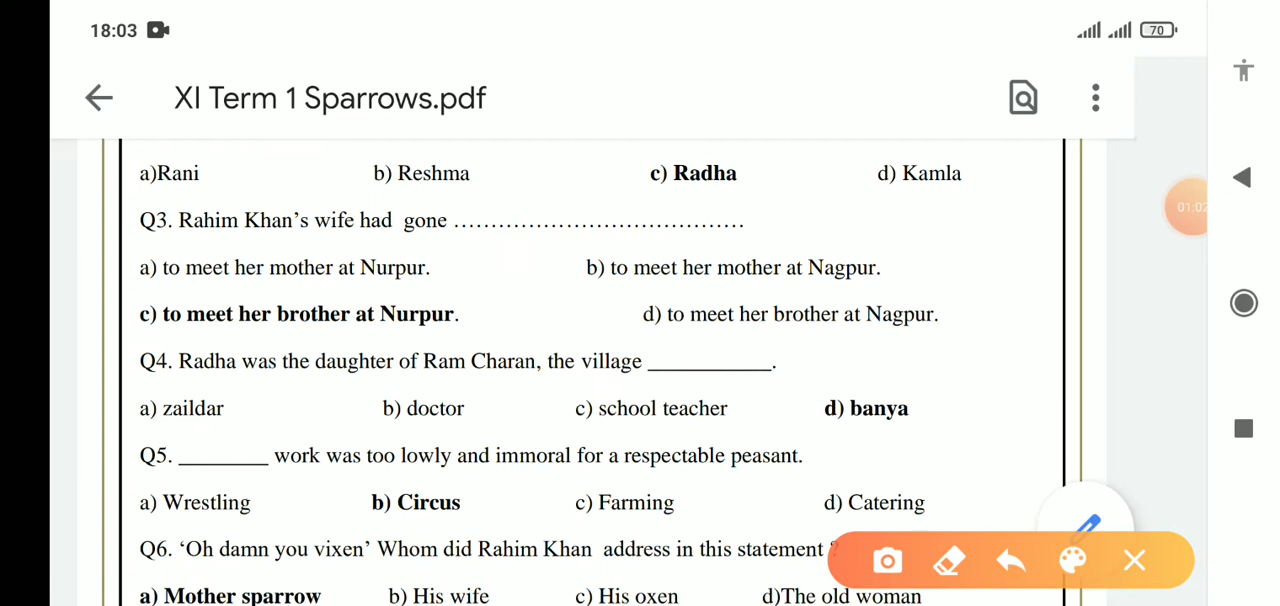 18:03
70
XI Term 1 Sparrows.pdf
a)Rani b) Reshma c) Radha d) Kamla
Q3. Rahim Khan’s wife had gone .....................................
01:02
a) to meet her mother at Nurpur. b) to meet her mother at Nagpur.
c) to meet her brother at Nurpur. d) to meet her brother at Nagpur.
Q4. Radha was the daughter of Ram Charan, the village ___________.
a) zaildar b) doctor c) school teacher d) banya
Q5. ________ work was too lowly and immoral for a respectable peasant.
a) Wrestling b) Circus c) Farming d) Catering
Q6. ‘Oh damn you vixen’ Whom did Rahim Khan address in this statement ?
a) Mother sparrow b) His wife c) His oxen d)The old woman